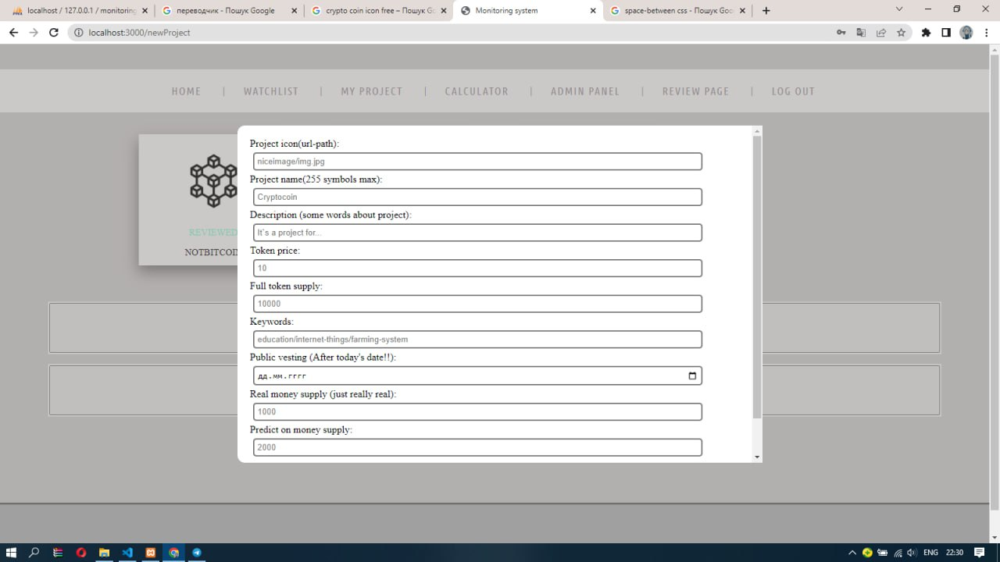 localhost / 127.0.0.1 / monitoring
переводчик - Пошук Google
crypto coin icon free – Пошук Go
Monitoring system
space-between css - Пошук Goo
localhost:3000/newProject
HOME | WATCHLIST | MY PROJECT | CALCULATOR | ADMIN PANEL | REVIEW PAGE | LOG OUT
REVIEWED
NOTBITCOIN
Project icon(url-path):
niceimage/img.jpg
Project name(255 symbols max):
Cryptocoin
Description (some words about project):
It`s a project for...
Token price:
10
Full token supply:
10000
Keywords:
education/internet-things/farming-system
Public vesting (After today's date!!):
дд.мм.гггг
Real money supply (just really real):
1000
Predict on money supply:
2000
ENG 22:30